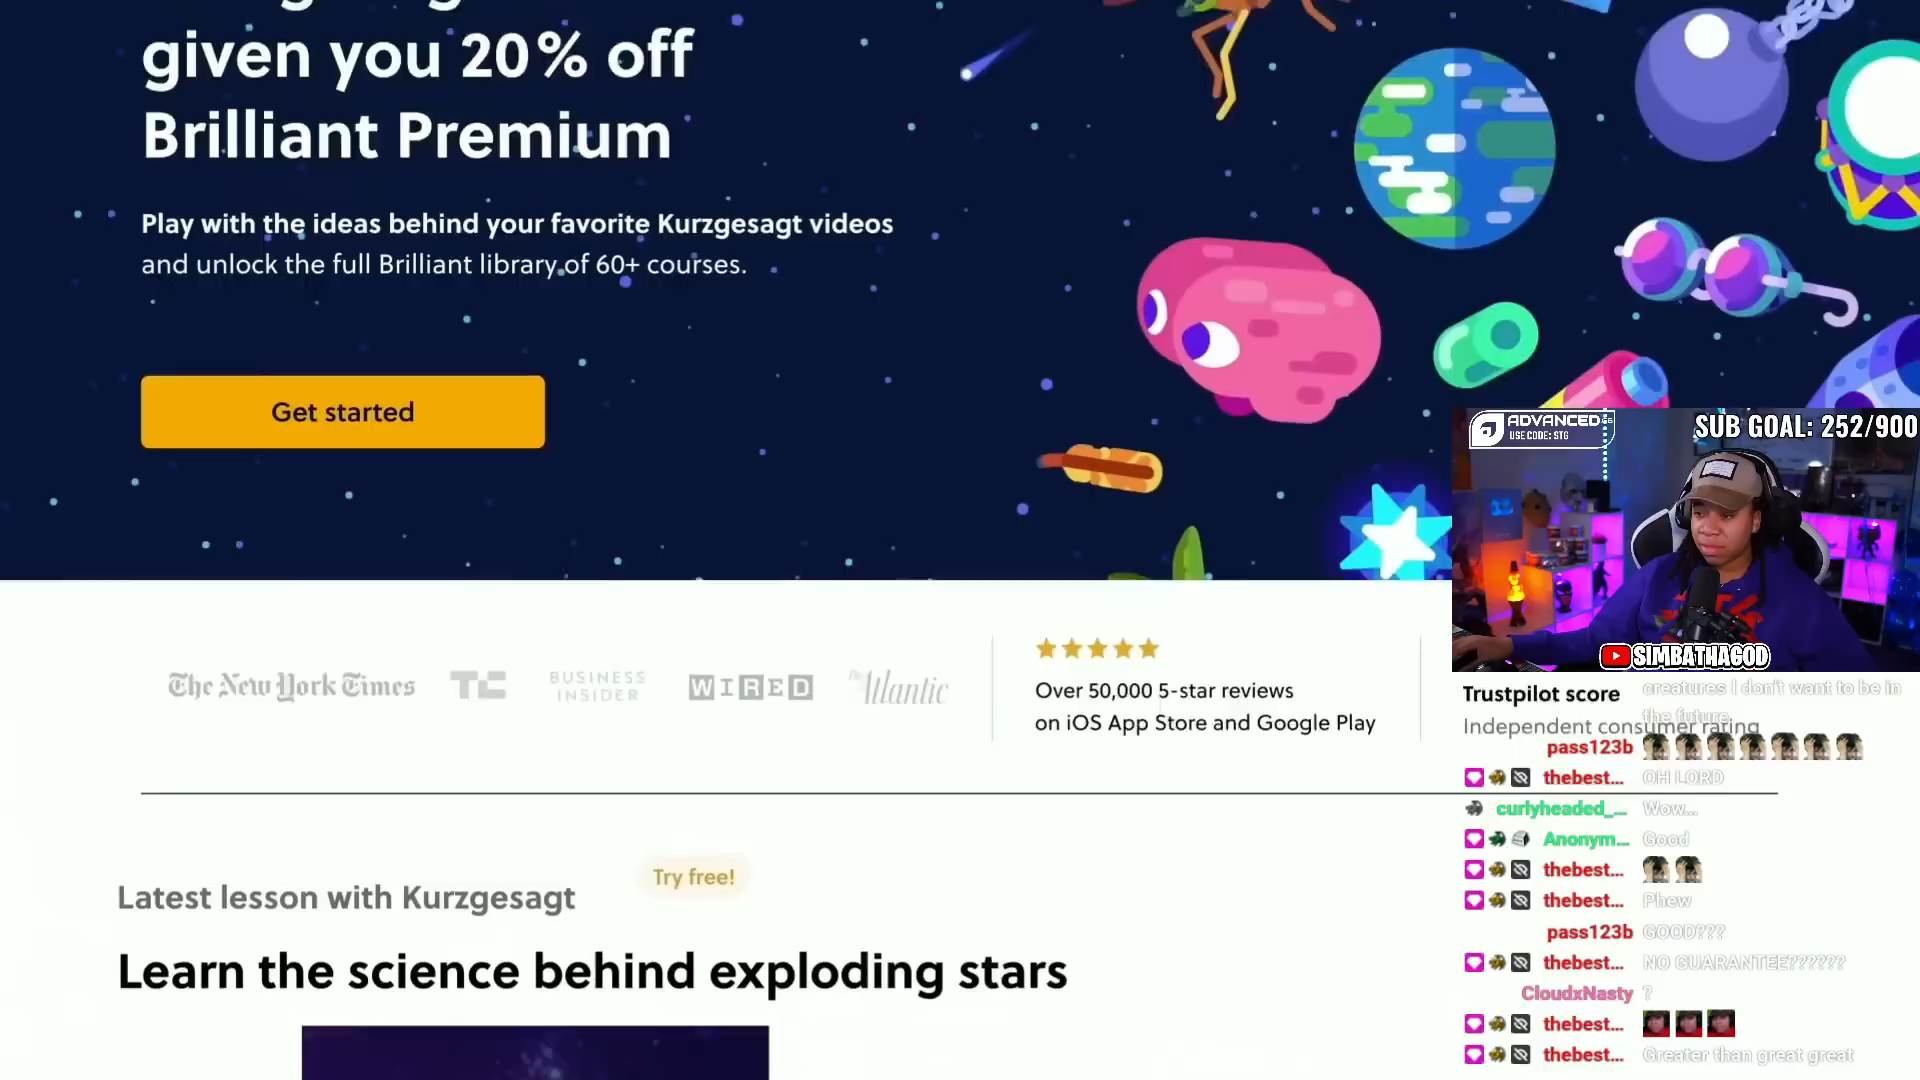 given you 20% off
Brilliant Premium
Play with the ideas behind your favorite Kurzgesagt videos
and unlock the full Brilliant library of 60+ courses.
Get started
ADVANCED
USE CODE: STG
SUB GOAL: 252/900
SIMBATHAGOD
The New York Times
TC
BUSINESS
INSIDER
WIRED
The Atlantic
Over 50,000 5-star reviews
on iOS App Store and Google Play
Trustpilot score
Independent consumer rating
creatures I don't want to be in
the future
pass123b
thebest... OH LORD
curlyheaded_... Wow...
Anonym... Good
thebest...
thebest... Phew
pass123b GOOD???
thebest... NO GUARANTEE??????
CloudxNasty ?
thebest...
thebest... Greater than great great
Try free!
Latest lesson with Kurzgesagt
Learn the science behind exploding stars